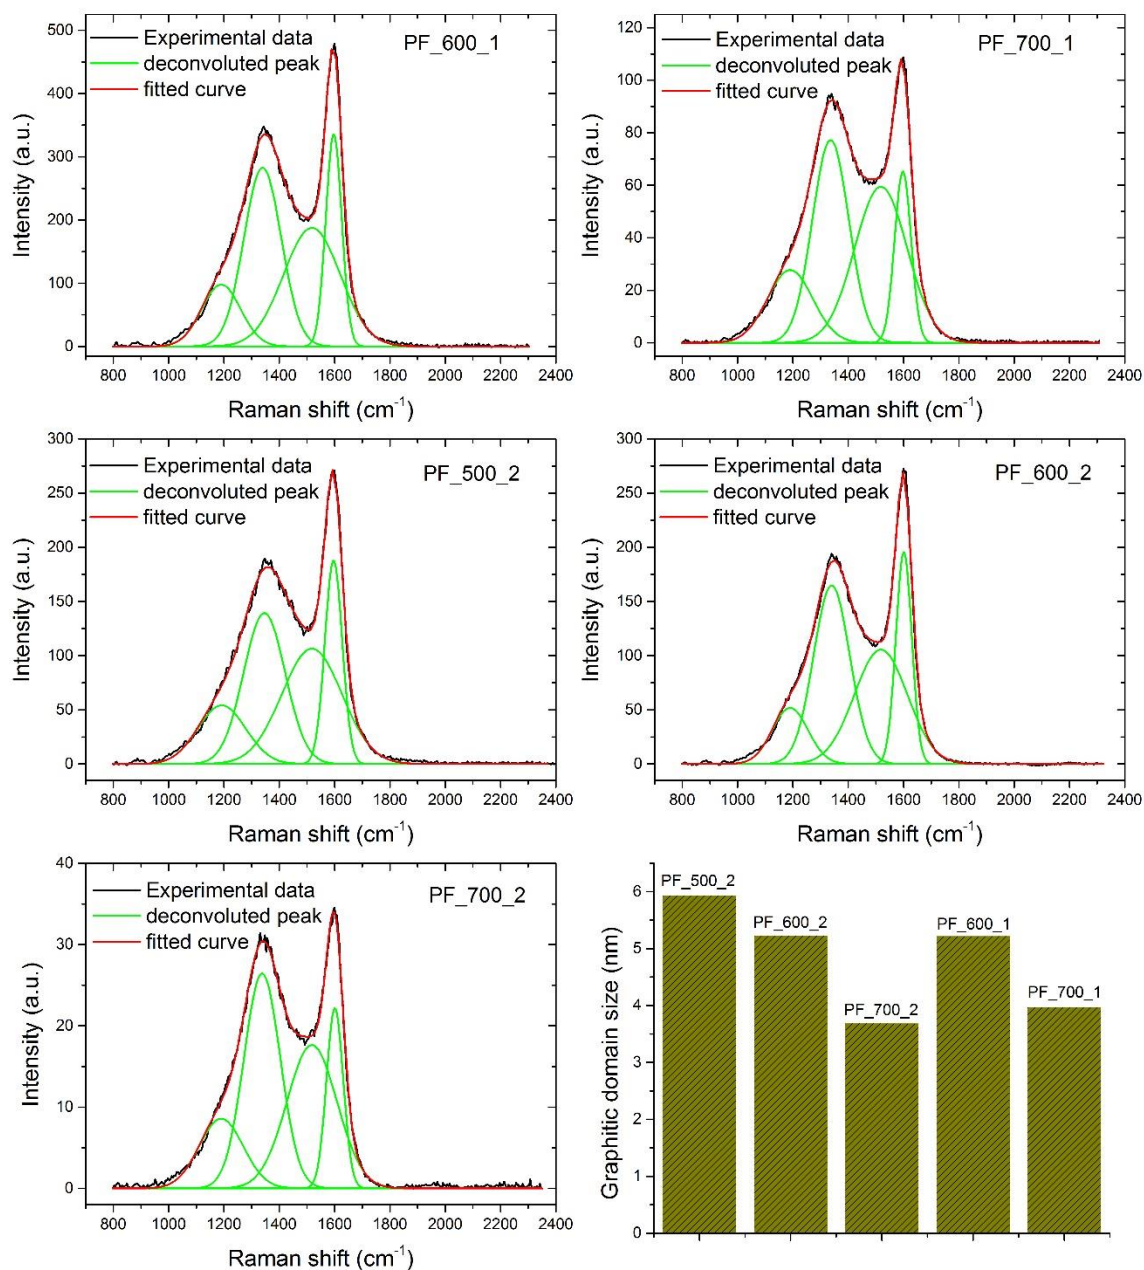 Experimental data
deconvoluted peak
fitted curve
PF_600_1
Intensity (a.u.)
500
400
300
200
100
0
800 1000 1200 1400 1600 1800 2000 2200 2400
Raman shift (cm⁻¹)
Experimental data
deconvoluted peak
fitted curve
PF_700_1
Intensity (a.u.)
120
100
80
60
40
20
0
800 1000 1200 1400 1600 1800 2000 2200 2400
Raman shift (cm⁻¹)
Experimental data
deconvoluted peak
fitted curve
PF_500_2
Intensity (a.u.)
300
250
200
150
100
50
0
800 1000 1200 1400 1600 1800 2000 2200 2400
Raman shift (cm⁻¹)
Experimental data
deconvoluted peak
fitted curve
PF_600_2
Intensity (a.u.)
300
250
200
150
100
50
0
800 1000 1200 1400 1600 1800 2000 2200 2400
Raman shift (cm⁻¹)
Experimental data
deconvoluted peak
fitted curve
PF_700_2
Intensity (a.u.)
40
30
20
10
0
800 1000 1200 1400 1600 1800 2000 2200 2400
Raman shift (cm⁻¹)
Graphitic domain size (nm)
6
5
4
3
2
1
0
PF_500_2
PF_600_2
PF_700_2
PF_600_1
PF_700_1